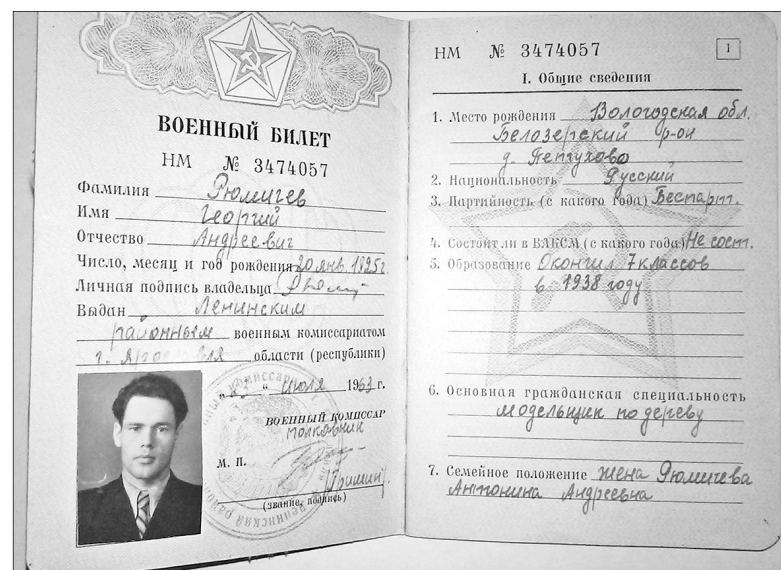 ВОЕННЫЙ БИЛЕТ
НМ № 3474057
Фамилия Рюмичев
Имя Георгий
Отчество Андреевич
Число, месяц и год рождения 20 янв. 1925 г.
Личная подпись владельца
Выдан Ленинским
районным военным комиссариатом
г. Ярославля области (республики)
„ “ июля 1963 г.
ВОЕННЫЙ КОМИССАР
полковник
М. П.
(звание, подпись)
НМ № 3474057 1
I. Общие сведения
1. Место рождения Вологодская обл.
Белозерский р-он
д. Петухово
2. Национальность Русский
3. Партийность (с какого года) Беспарт.
4. Состоит ли в ВЛКСМ (с какого года) Не сост.
5. Образование Окончил 7 классов
в 1938 году
6. Основная гражданская специальность
модельщик по дереву
7. Семейное положение жена Рюмичева
Антонина Андреевна